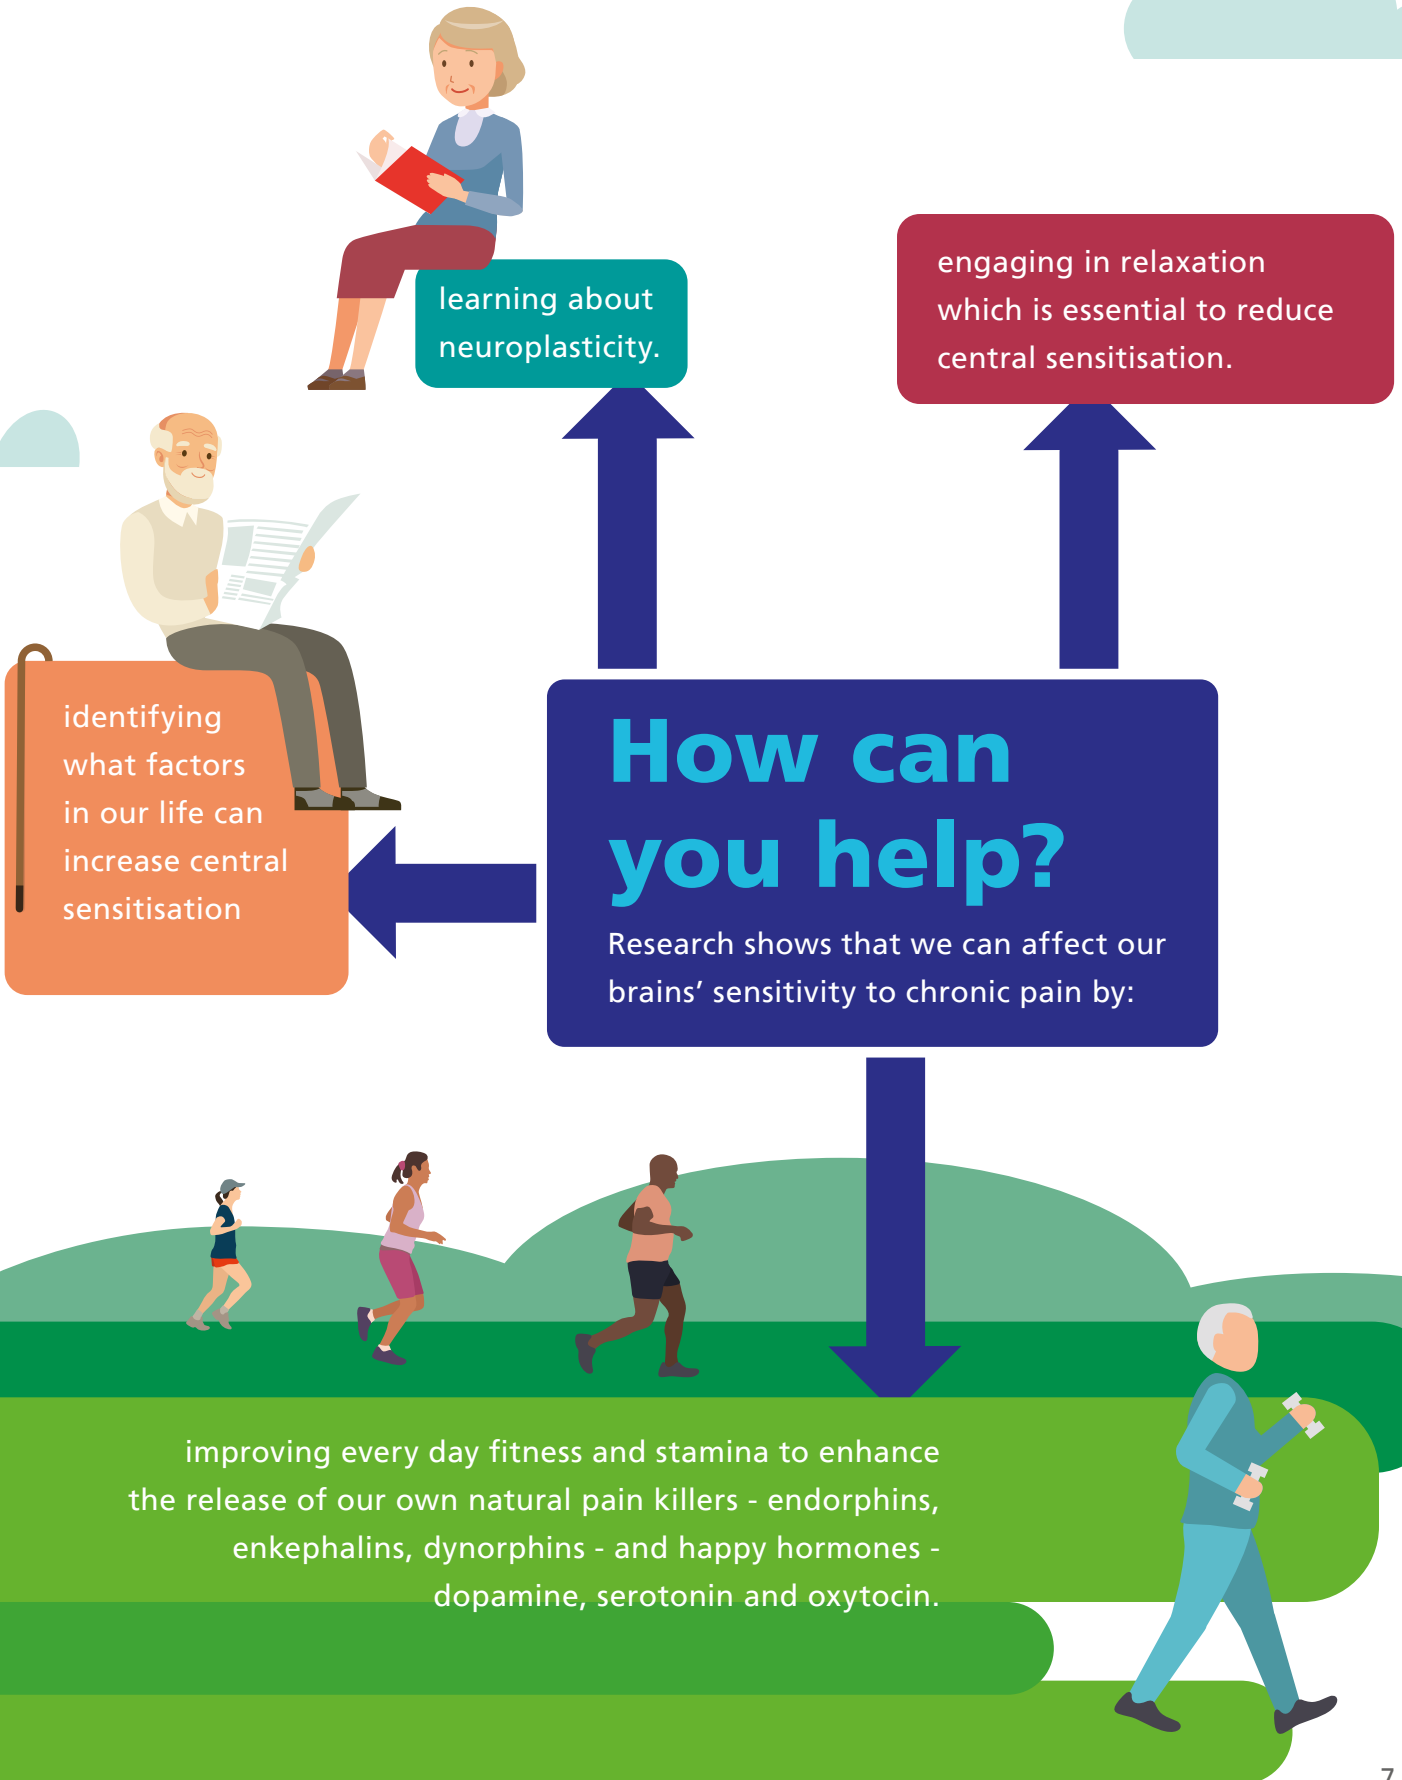 learning about
neuroplasticity.
engaging in relaxation
which is essential to reduce
central sensitisation.
identifying
what factors
in our life can
increase central
sensitisation
How can
you help?
Research shows that we can affect our
brains’ sensitivity to chronic pain by:
improving every day fitness and stamina to enhance
the release of our own natural pain killers - endorphins,
enkephalins, dynorphins - and happy hormones -
dopamine, serotonin and oxytocin.
7